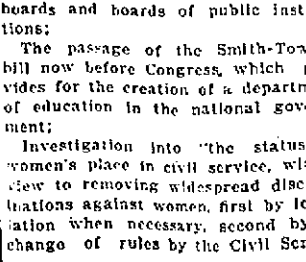 boards and boards of public inst
tions;
The passage of the Smith-Tow
bill now before Congress, which
vides for the creation of a departm
of education in the national gove
ment;
Investigation into "the status
women's place in civil service, wi
view to removing widespread disc
inations against women, first by le
lation when necessary, second by
change of rules by the Civil Ser